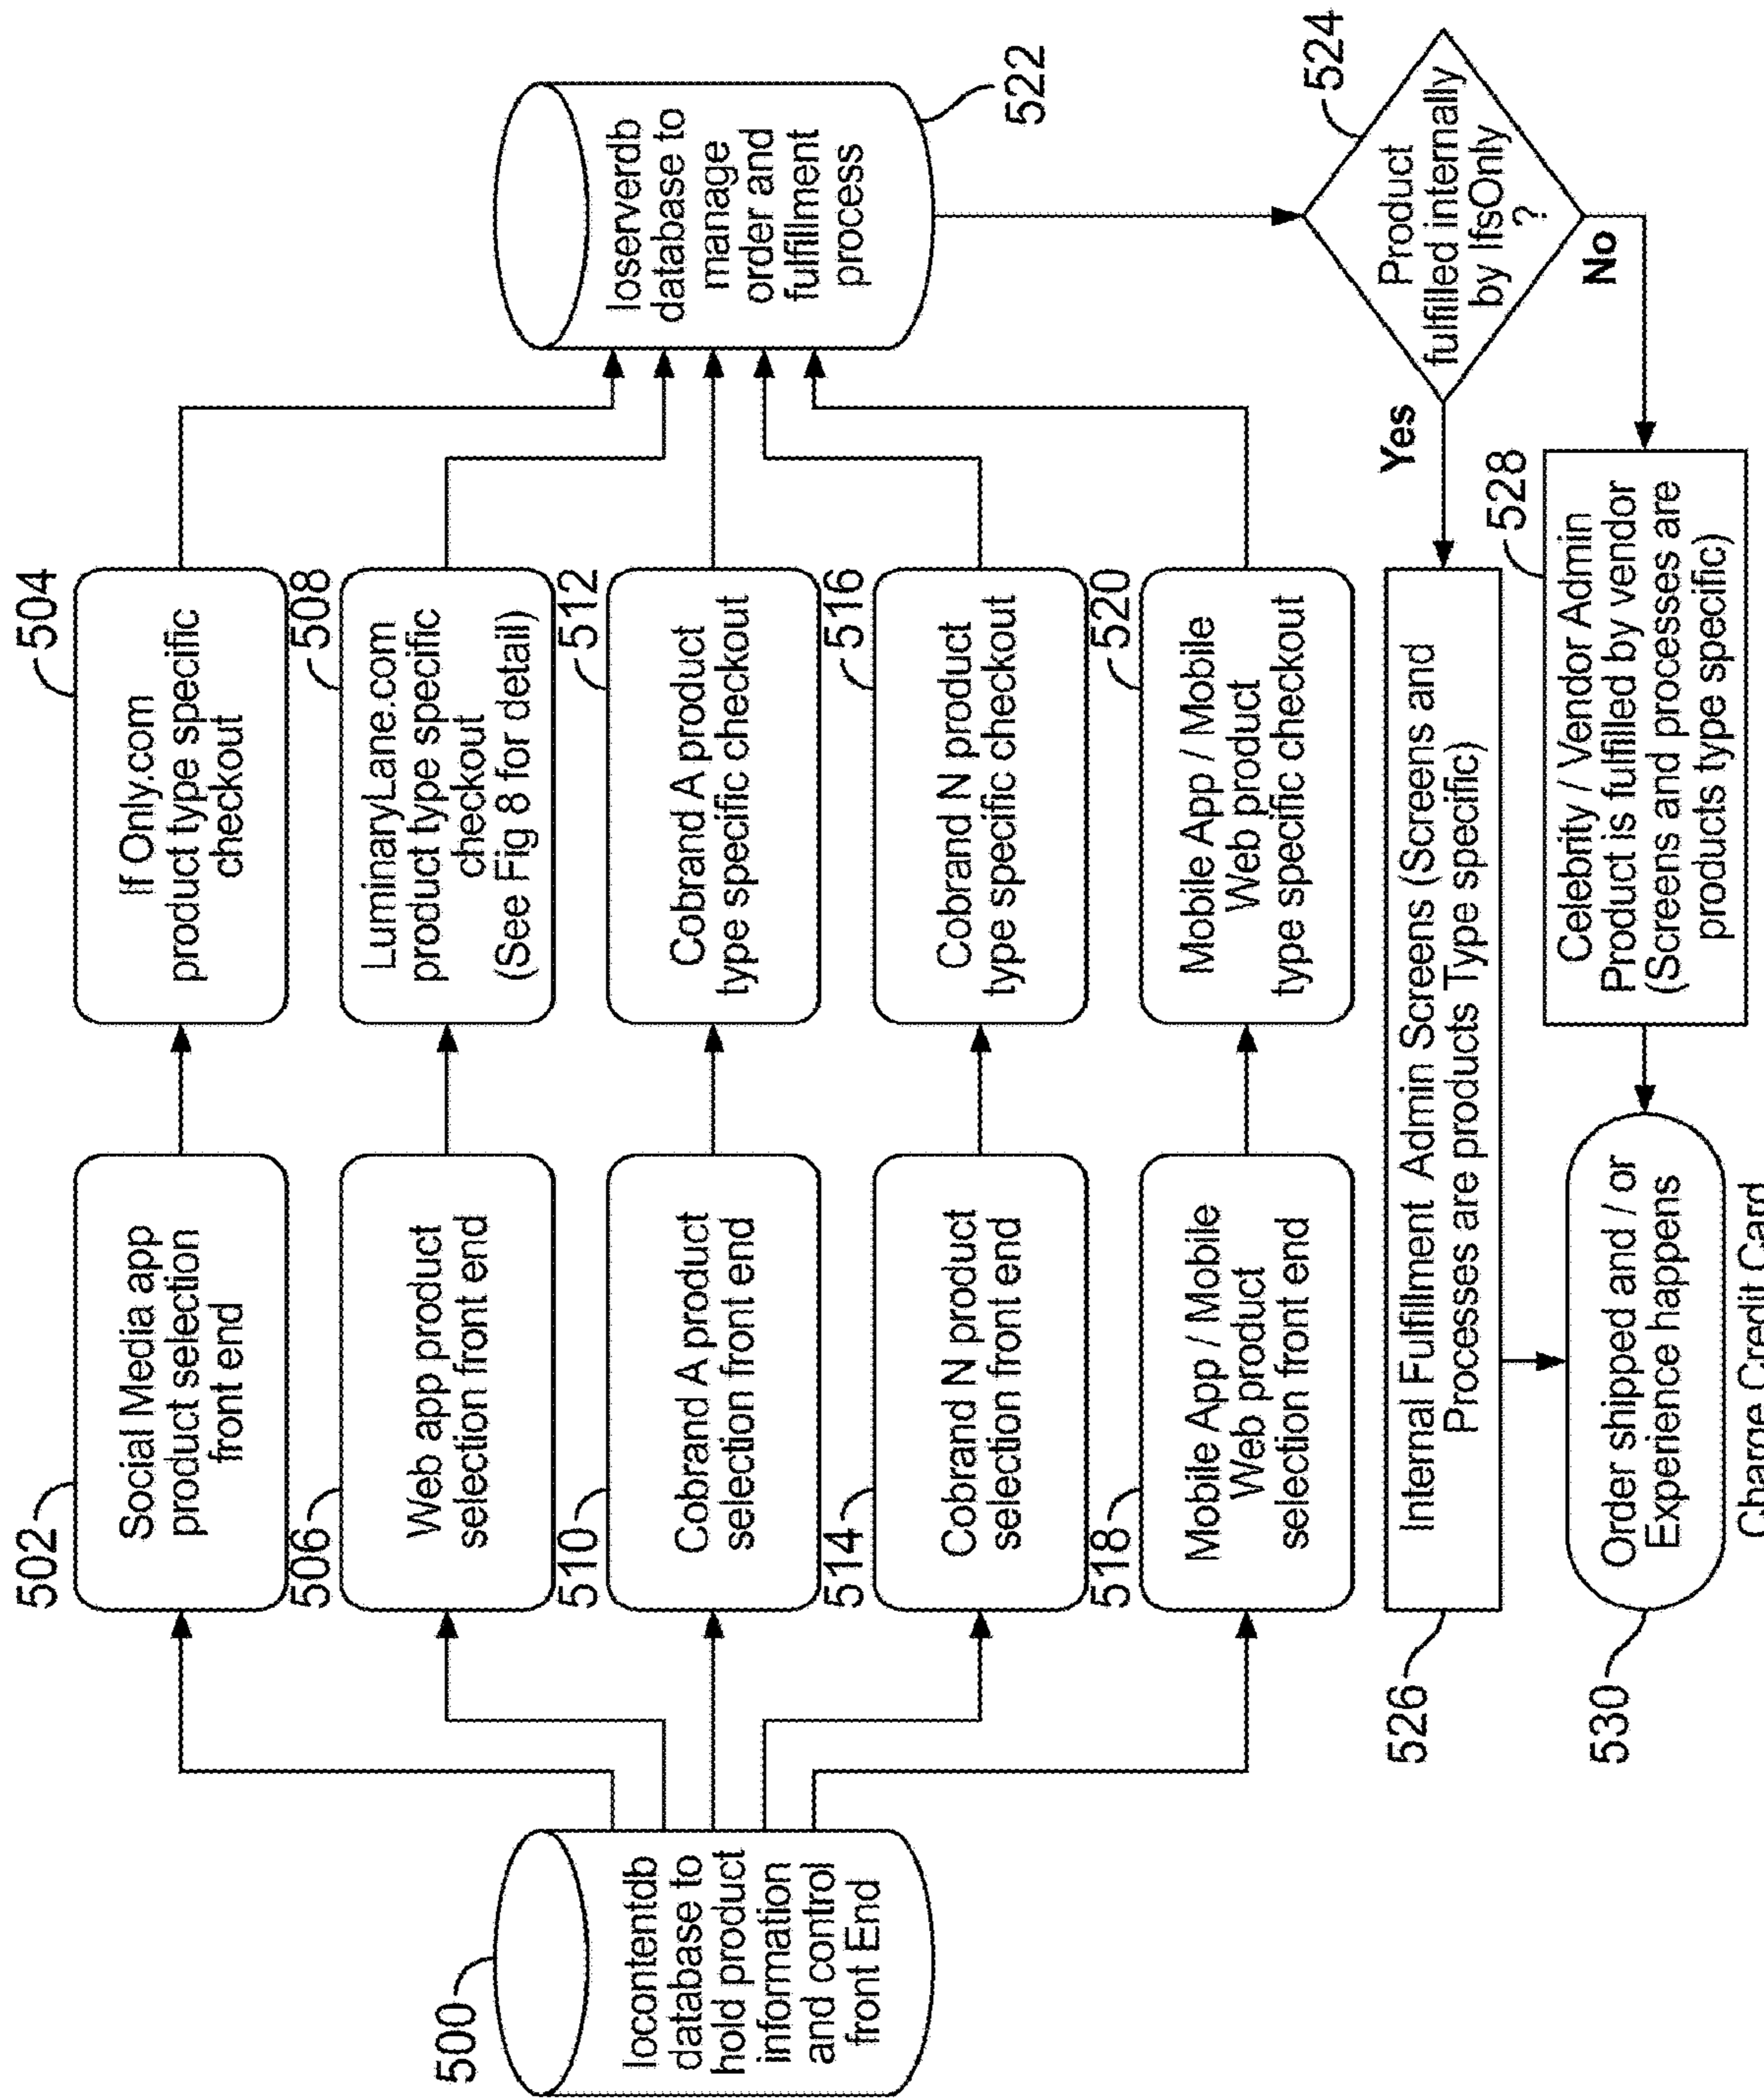 500
Iocontentdb
database to
hold product
information
and control
front End
502
Social Media app
product selection
front end
504
If Only.com
product type specific
checkout
506
Web app product
selection front end
508
LuminaryLane.com
product type specific
checkout
(See Fig 8 for detail)
510
Cobrand A product
selection front end
512
Cobrand A product
type specific checkout
514
Cobrand N product
selection front end
516
Cobrand N product
type specific checkout
518
Mobile App / Mobile
Web product
selection front end
520
Mobile App / Mobile
Web product
type specific checkout
Ioserverdb
database to
manage
order and
fulfillment
process
522
524
Product
fulfilled internally
by IfsOnly
?
Yes
No
526
Internal Fulfillment Admin Screens (Screens and
Processes are products Type specific)
528
Celebrity / Vendor Admin
Product is fulfilled by vendor
(Screens and processes are
products type specific)
530
Order shipped and / or
Experience happens
Charge Credit Card